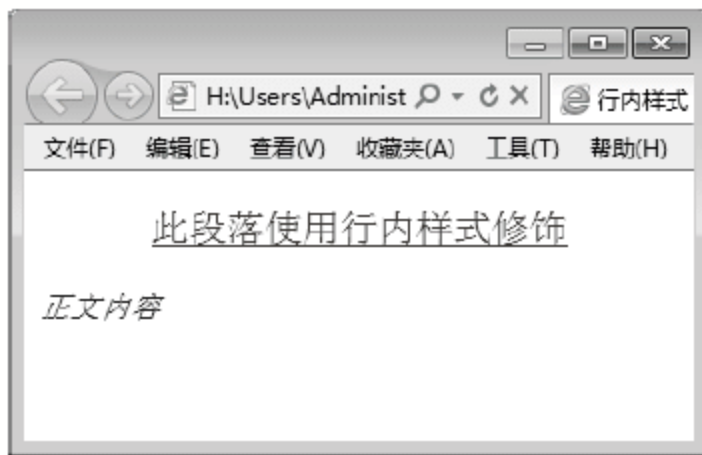 H:\Users\Administ
行内样式
文件(F) 编辑(E) 查看(V) 收藏夹(A) 工具(T) 帮助(H)
此段落使用行内样式修饰
正文内容